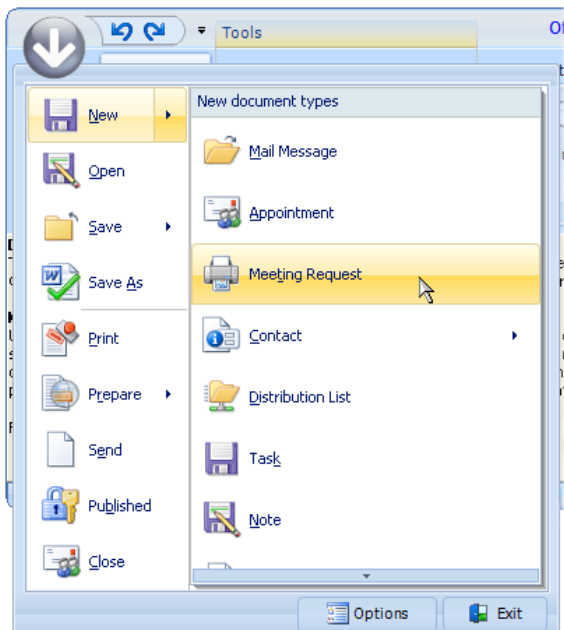 Tools
Of
New
Open
Save
Save As
Print
Prepare
Send
Published
Close
New document types
Mail Message
Appointment
Meeting Request
Contact
Distribution List
Task
Note
Options
Exit